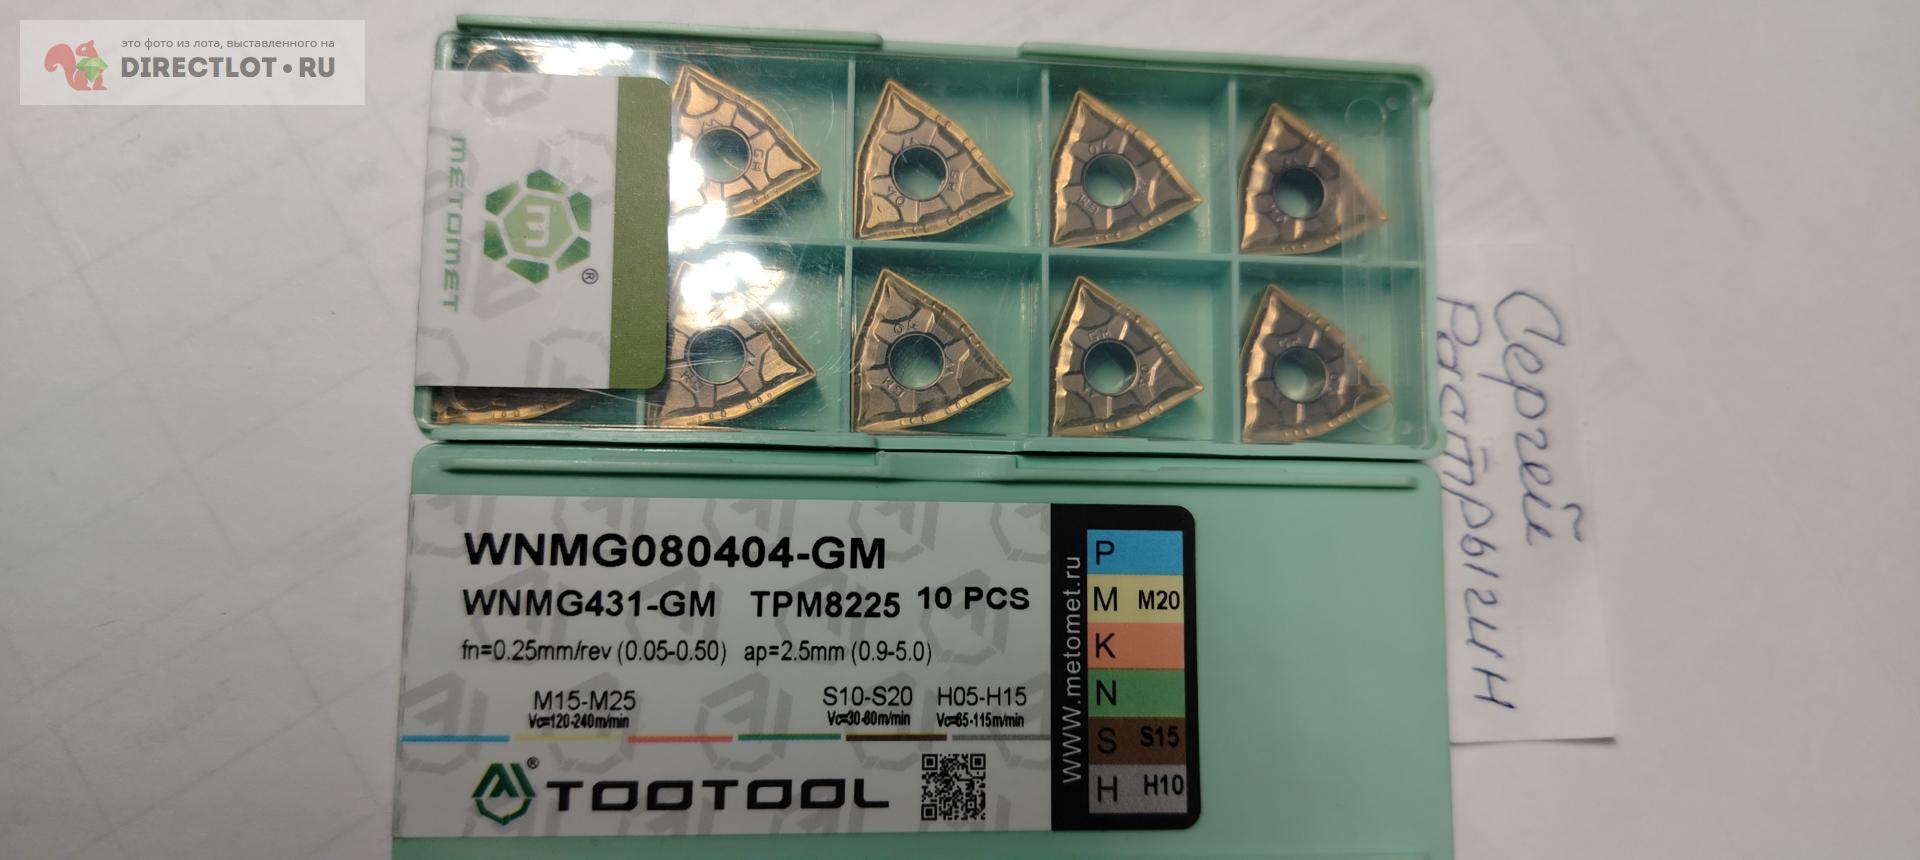 это фото из лота, выставленного на
DIRECTLOT•RU
METOMET
®
WNMG080404-GM
WNMG431-GM TPM8225 10 PCS
fn=0.25mm/rev (0.05-0.50) ap=2.5mm (0.9-5.0)
M15-M25 S10-S20 H05-H15
Vc=120-240m/min Vc=30-60m/min Vc=65-115m/min
® TOOTOOL
www.metomet.ru
P
M M20
K
N
S S15
H H10
Сергей
Растрыгин